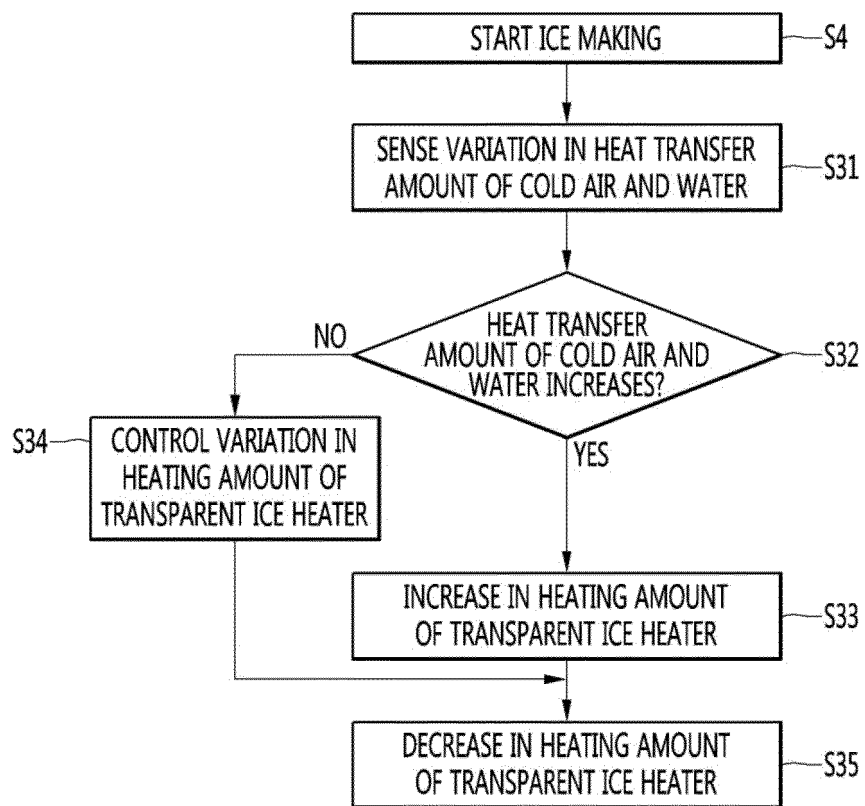 START ICE MAKING
S4
SENSE VARIATION IN HEAT TRANSFER
AMOUNT OF COLD AIR AND WATER
S31
HEAT TRANSFER
AMOUNT OF COLD AIR AND
WATER INCREASES?
S32
NO
YES
S34
CONTROL VARIATION IN
HEATING AMOUNT OF
TRANSPARENT ICE HEATER
INCREASE IN HEATING AMOUNT
OF TRANSPARENT ICE HEATER
S33
DECREASE IN HEATING AMOUNT
OF TRANSPARENT ICE HEATER
S35